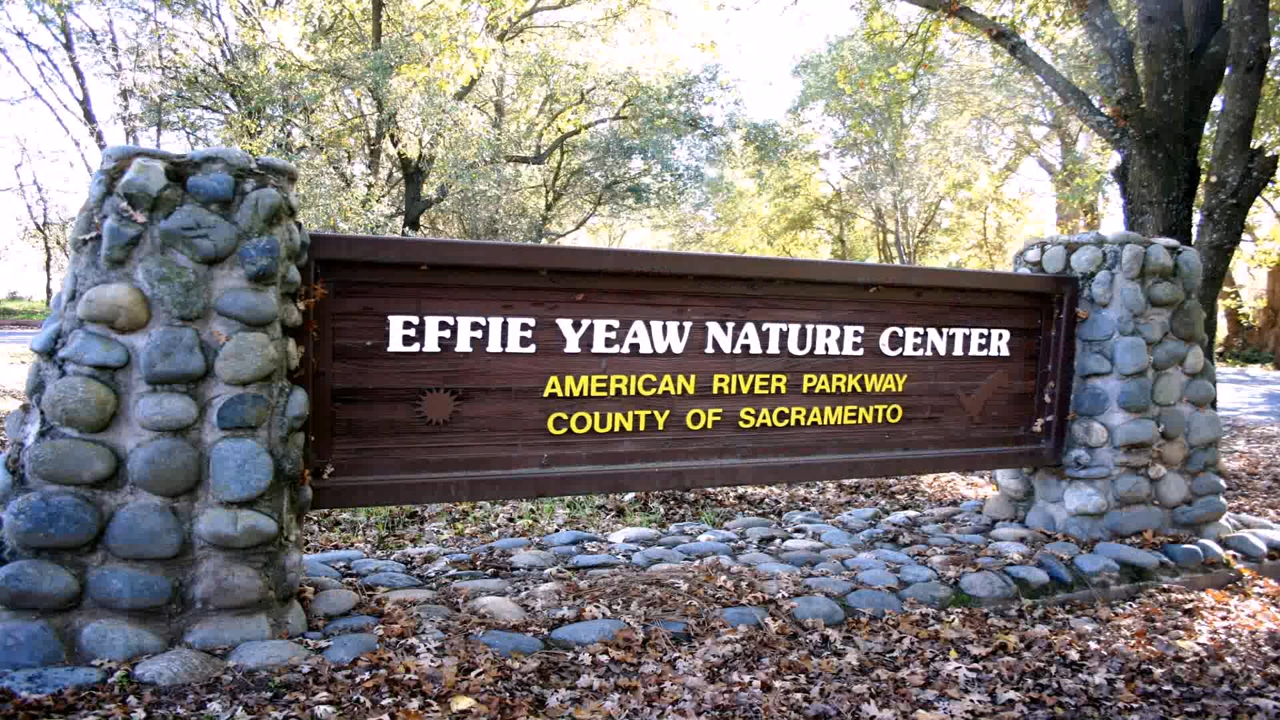 EFFIE YEAW NATURE CENTER
AMERICAN RIVER PARKWAY
COUNTY OF SACRAMENTO